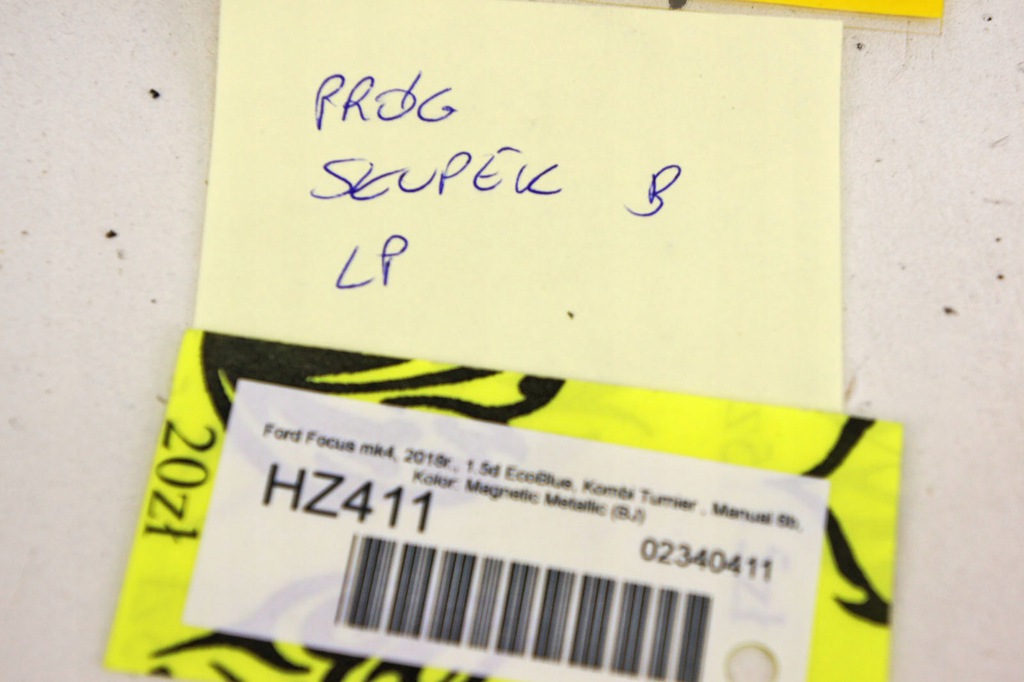 PRÓG
SŁUPEK B
LP
20zł
Ford Focus mk4, 2018r., 1.5d EcoBlue, Kombi Turnier , Manual 6b,
Kolor: Magnetic Metallic (BJ)
HZ411
02340411